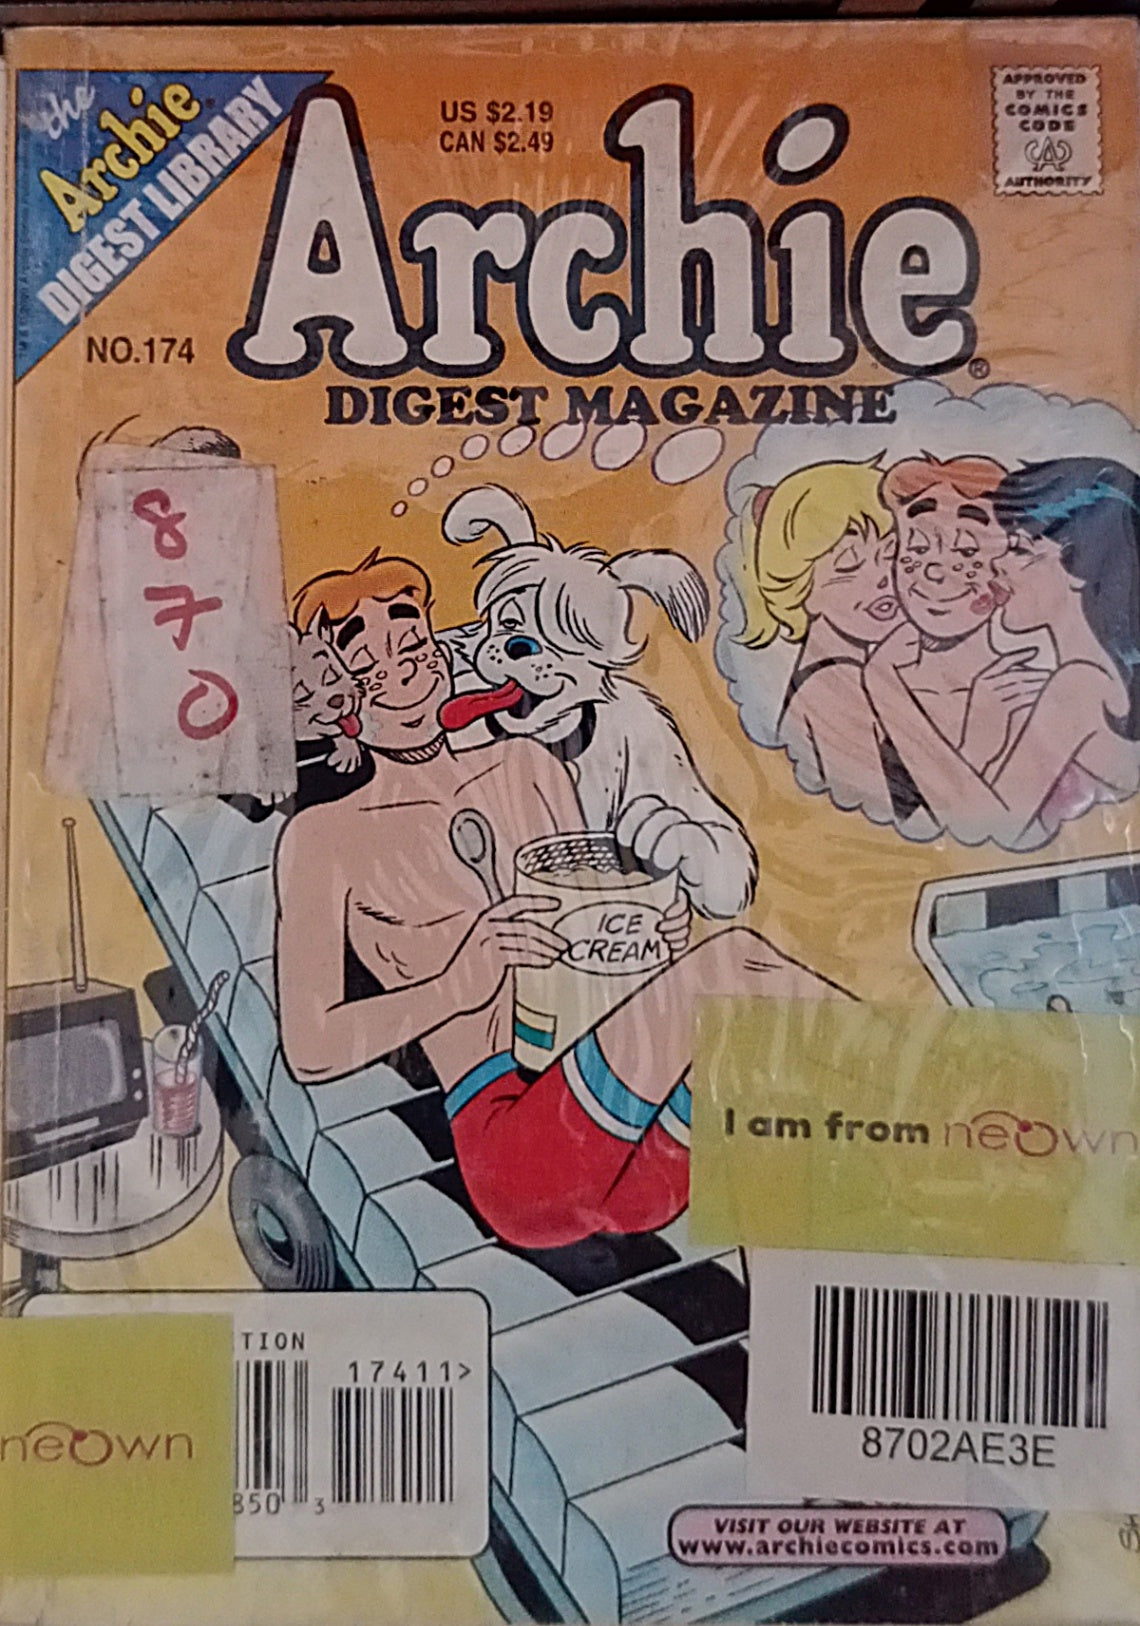 the
Archie
DIGEST LIBRARY
US $2.19
CAN $2.49
APPROVED
BY THE
COMICS
CODE
CA
AUTHORITY
Archie®
NO.174
DIGEST MAGAZINE
870
ICE
CREAM
I am from neOwn
TION
17411>
850 3
neOwn
8702AE3E
VISIT OUR WEBSITE AT
www.archiecomics.com